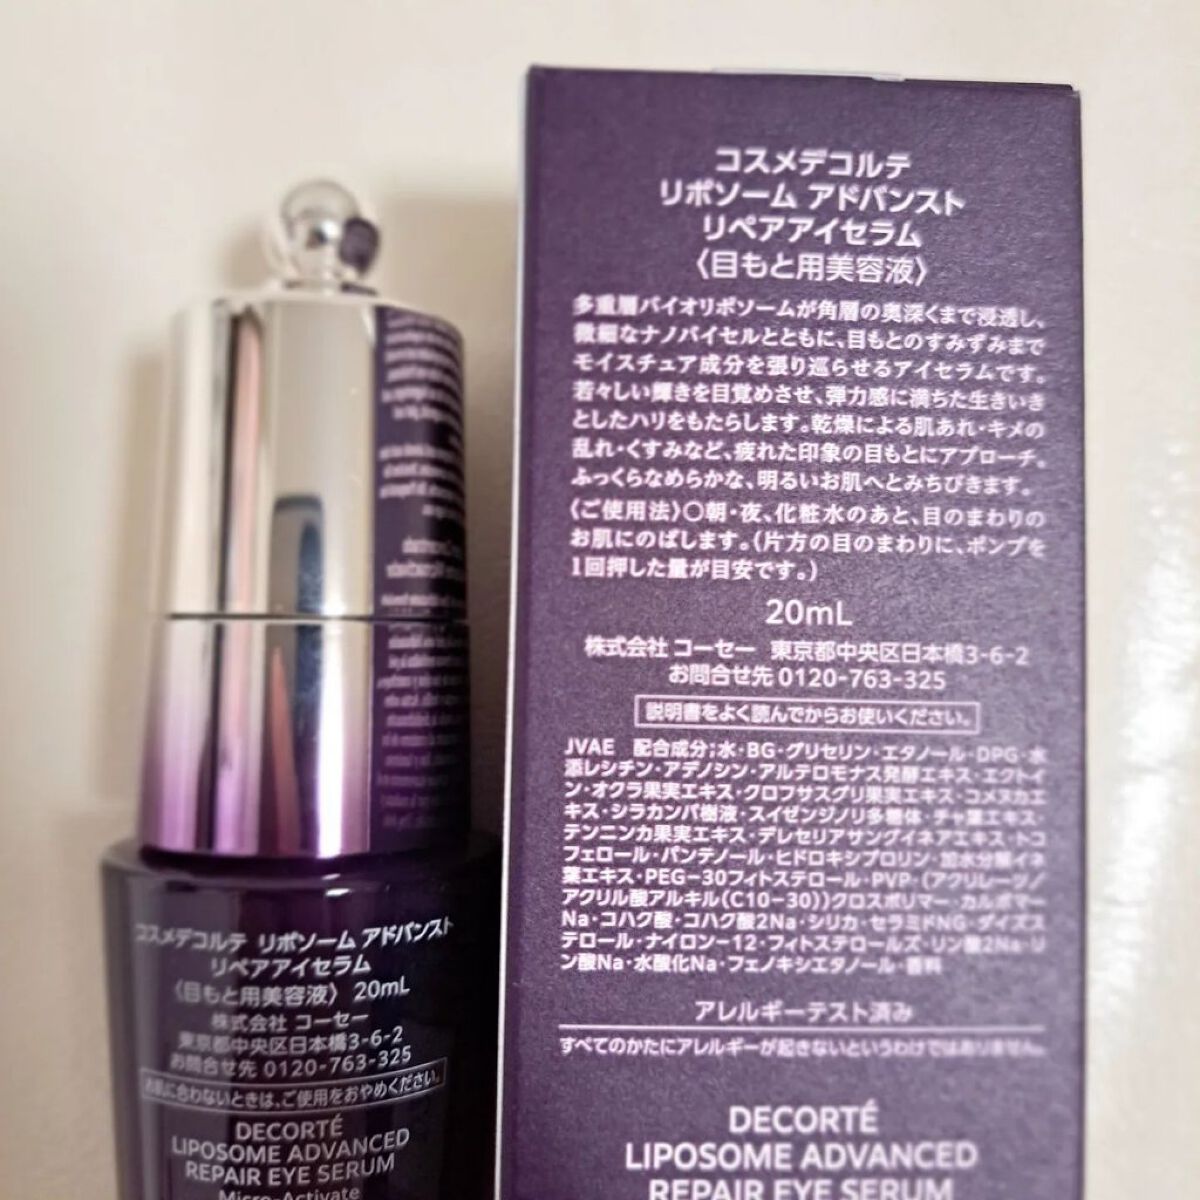 コスメデコルテ
リポソーム アドバンスト
リペアアイセラム
〈目もと用美容液〉
多重層バイオリポソームが角層の奥深くまで浸透し、
微細なナノバイセルとともに、目もとのすみずみまで
モイスチュア成分を張り巡らせるアイセラムです。
若々しい輝きを目覚めさせ、弾力感に満ちた生きいき
としたハリをもたらします。乾燥による肌あれ・キメの
乱れ・くすみなど、疲れた印象の目もとにアプローチ。
ふっくらなめらかな、明るいお肌へとみちびきます。
〈ご使用法〉○朝・夜、化粧水のあと、目のまわりの
お肌にのばします。(片方の目のまわりに、ポンプを
1回押した量が目安です。)
20mL
株式会社 コーセー 東京都中央区日本橋3-6-2
お問合せ先 0120-763-325
説明書をよく読んでからお使いください。
JVAE 配合成分;水・BG・グリセリン・エタノール・DPG・水
添レシチン・アデノシン・アルテロモナス発酵エキス・エクトイ
ン・オクラ果実エキス・クロフサスグリ果実エキス・コメヌカエ
キス・シラカンバ樹液・スイゼンジノリ多糖体・チャ葉エキス・
テンニンカ果実エキス・デレセリアサングイネアエキス・トコ
フェロール・パンテノール・ヒドロキシプロリン・加水分解イネ
葉エキス・PEG-30フィトステロール・PVP・(アクリレーツ/
アクリル酸アルキル(C10-30))クロスポリマー・カルボマー
Na・コハク酸・コハク酸2Na・シリカ・セラミドNG・ダイズス
テロール・ナイロン-12・フィトステロールズ・リン酸2Na・リ
ン酸Na・水酸化Na・フェノキシエタノール・香料
アレルギーテスト済み
すべてのかたにアレルギーが起きないというわけではありません。
DECORTÉ
LIPOSOME ADVANCED
REPAIR EYE SERUM
コスメデコルテ リポソーム アドバンスト
リペアアイセラム
〈目もと用美容液〉 20mL
株式会社 コーセー
東京都中央区日本橋3-6-2
お問合せ先 0120-763-325
お肌に合わないときは、ご使用をおやめください。
DECORTÉ
LIPOSOME ADVANCED
REPAIR EYE SERUM
Micro-Activate